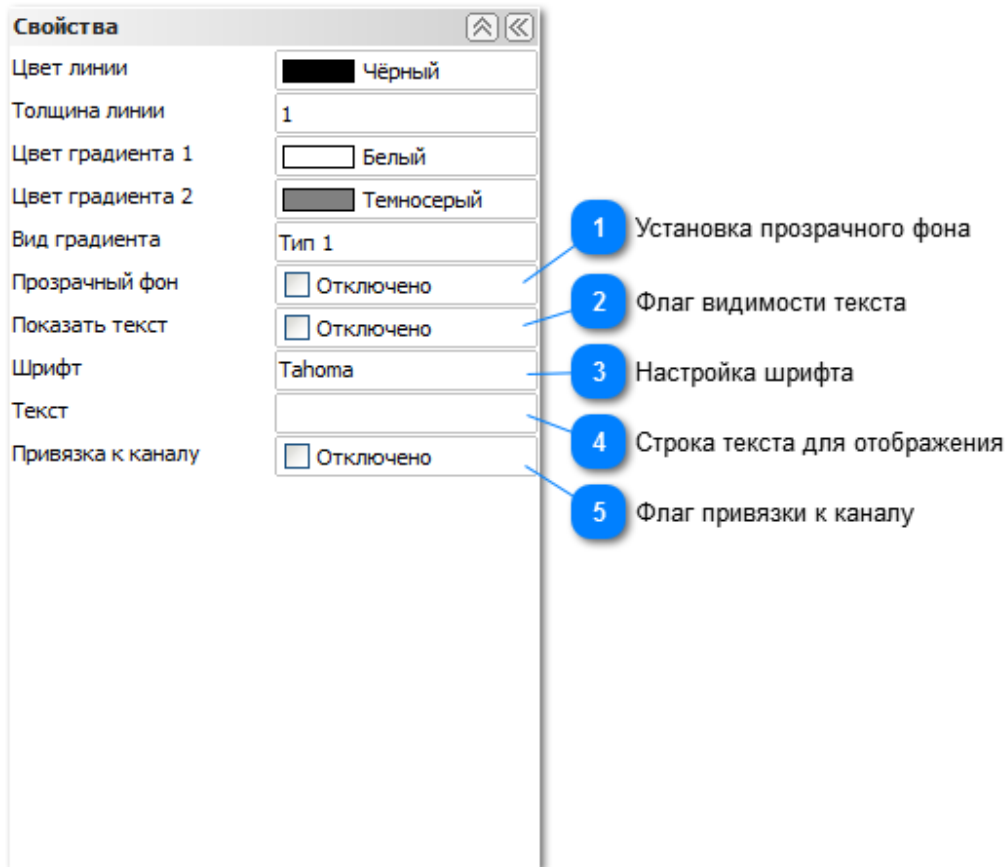 Свойства
Цвет линии Чёрный
Толщина линии 1
Цвет градиента 1 Белый
Цвет градиента 2 Темносерый
Вид градиента Тип 1
Прозрачный фон Отключено
Показать текст Отключено
Шрифт Tahoma
Текст
Привязка к каналу Отключено
1 Установка прозрачного фона
2 Флаг видимости текста
3 Настройка шрифта
4 Строка текста для отображения
5 Флаг привязки к каналу